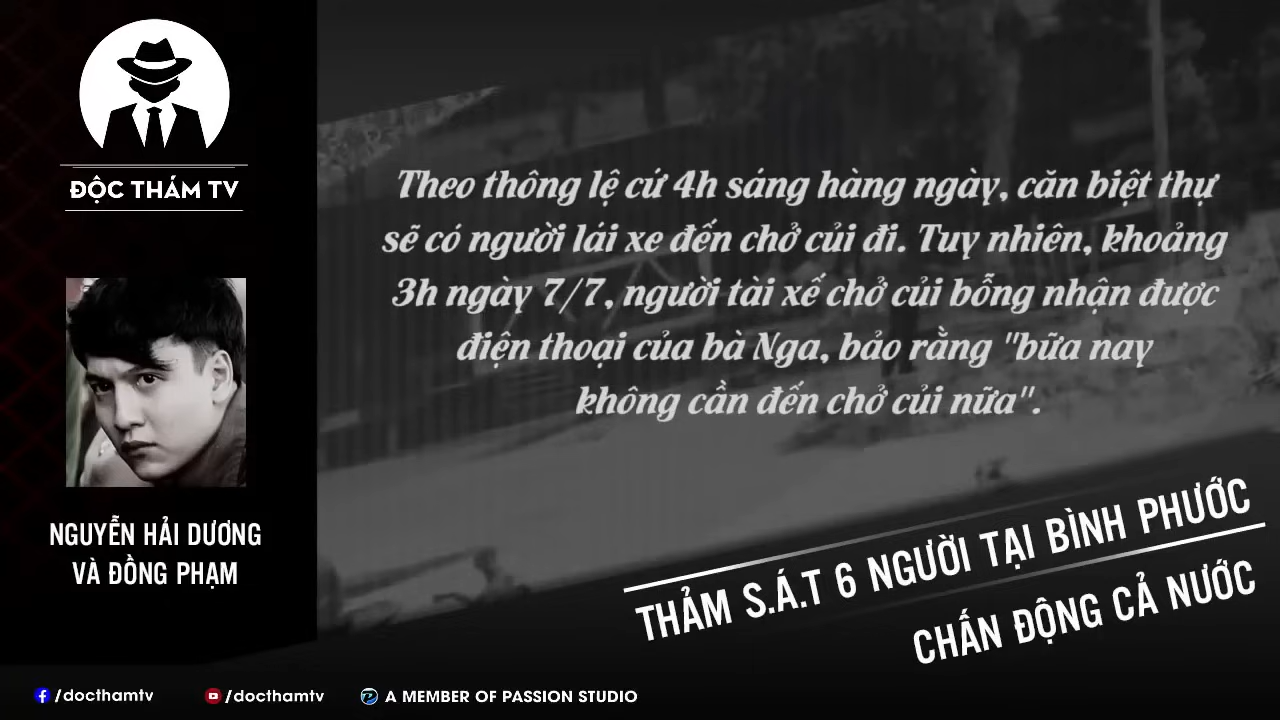 ĐỘC THÁM TV
NGUYỄN HẢI DƯƠNG
VÀ ĐỒNG PHẠM
Theo thông lệ cứ 4h sáng hàng ngày, căn biệt thự
sẽ có người lái xe đến chở củi đi. Tuy nhiên, khoảng
3h ngày 7/7, người tài xế chở củi bỗng nhận được
điện thoại của bà Nga, bảo rằng "bữa nay
không cần đến chở củi nữa".
THẢM S.Á.T 6 NGƯỜI TẠI BÌNH PHƯỚC
CHẤN ĐỘNG CẢ NƯỚC
/docthamtv
/docthamtv
A MEMBER OF PASSION STUDIO